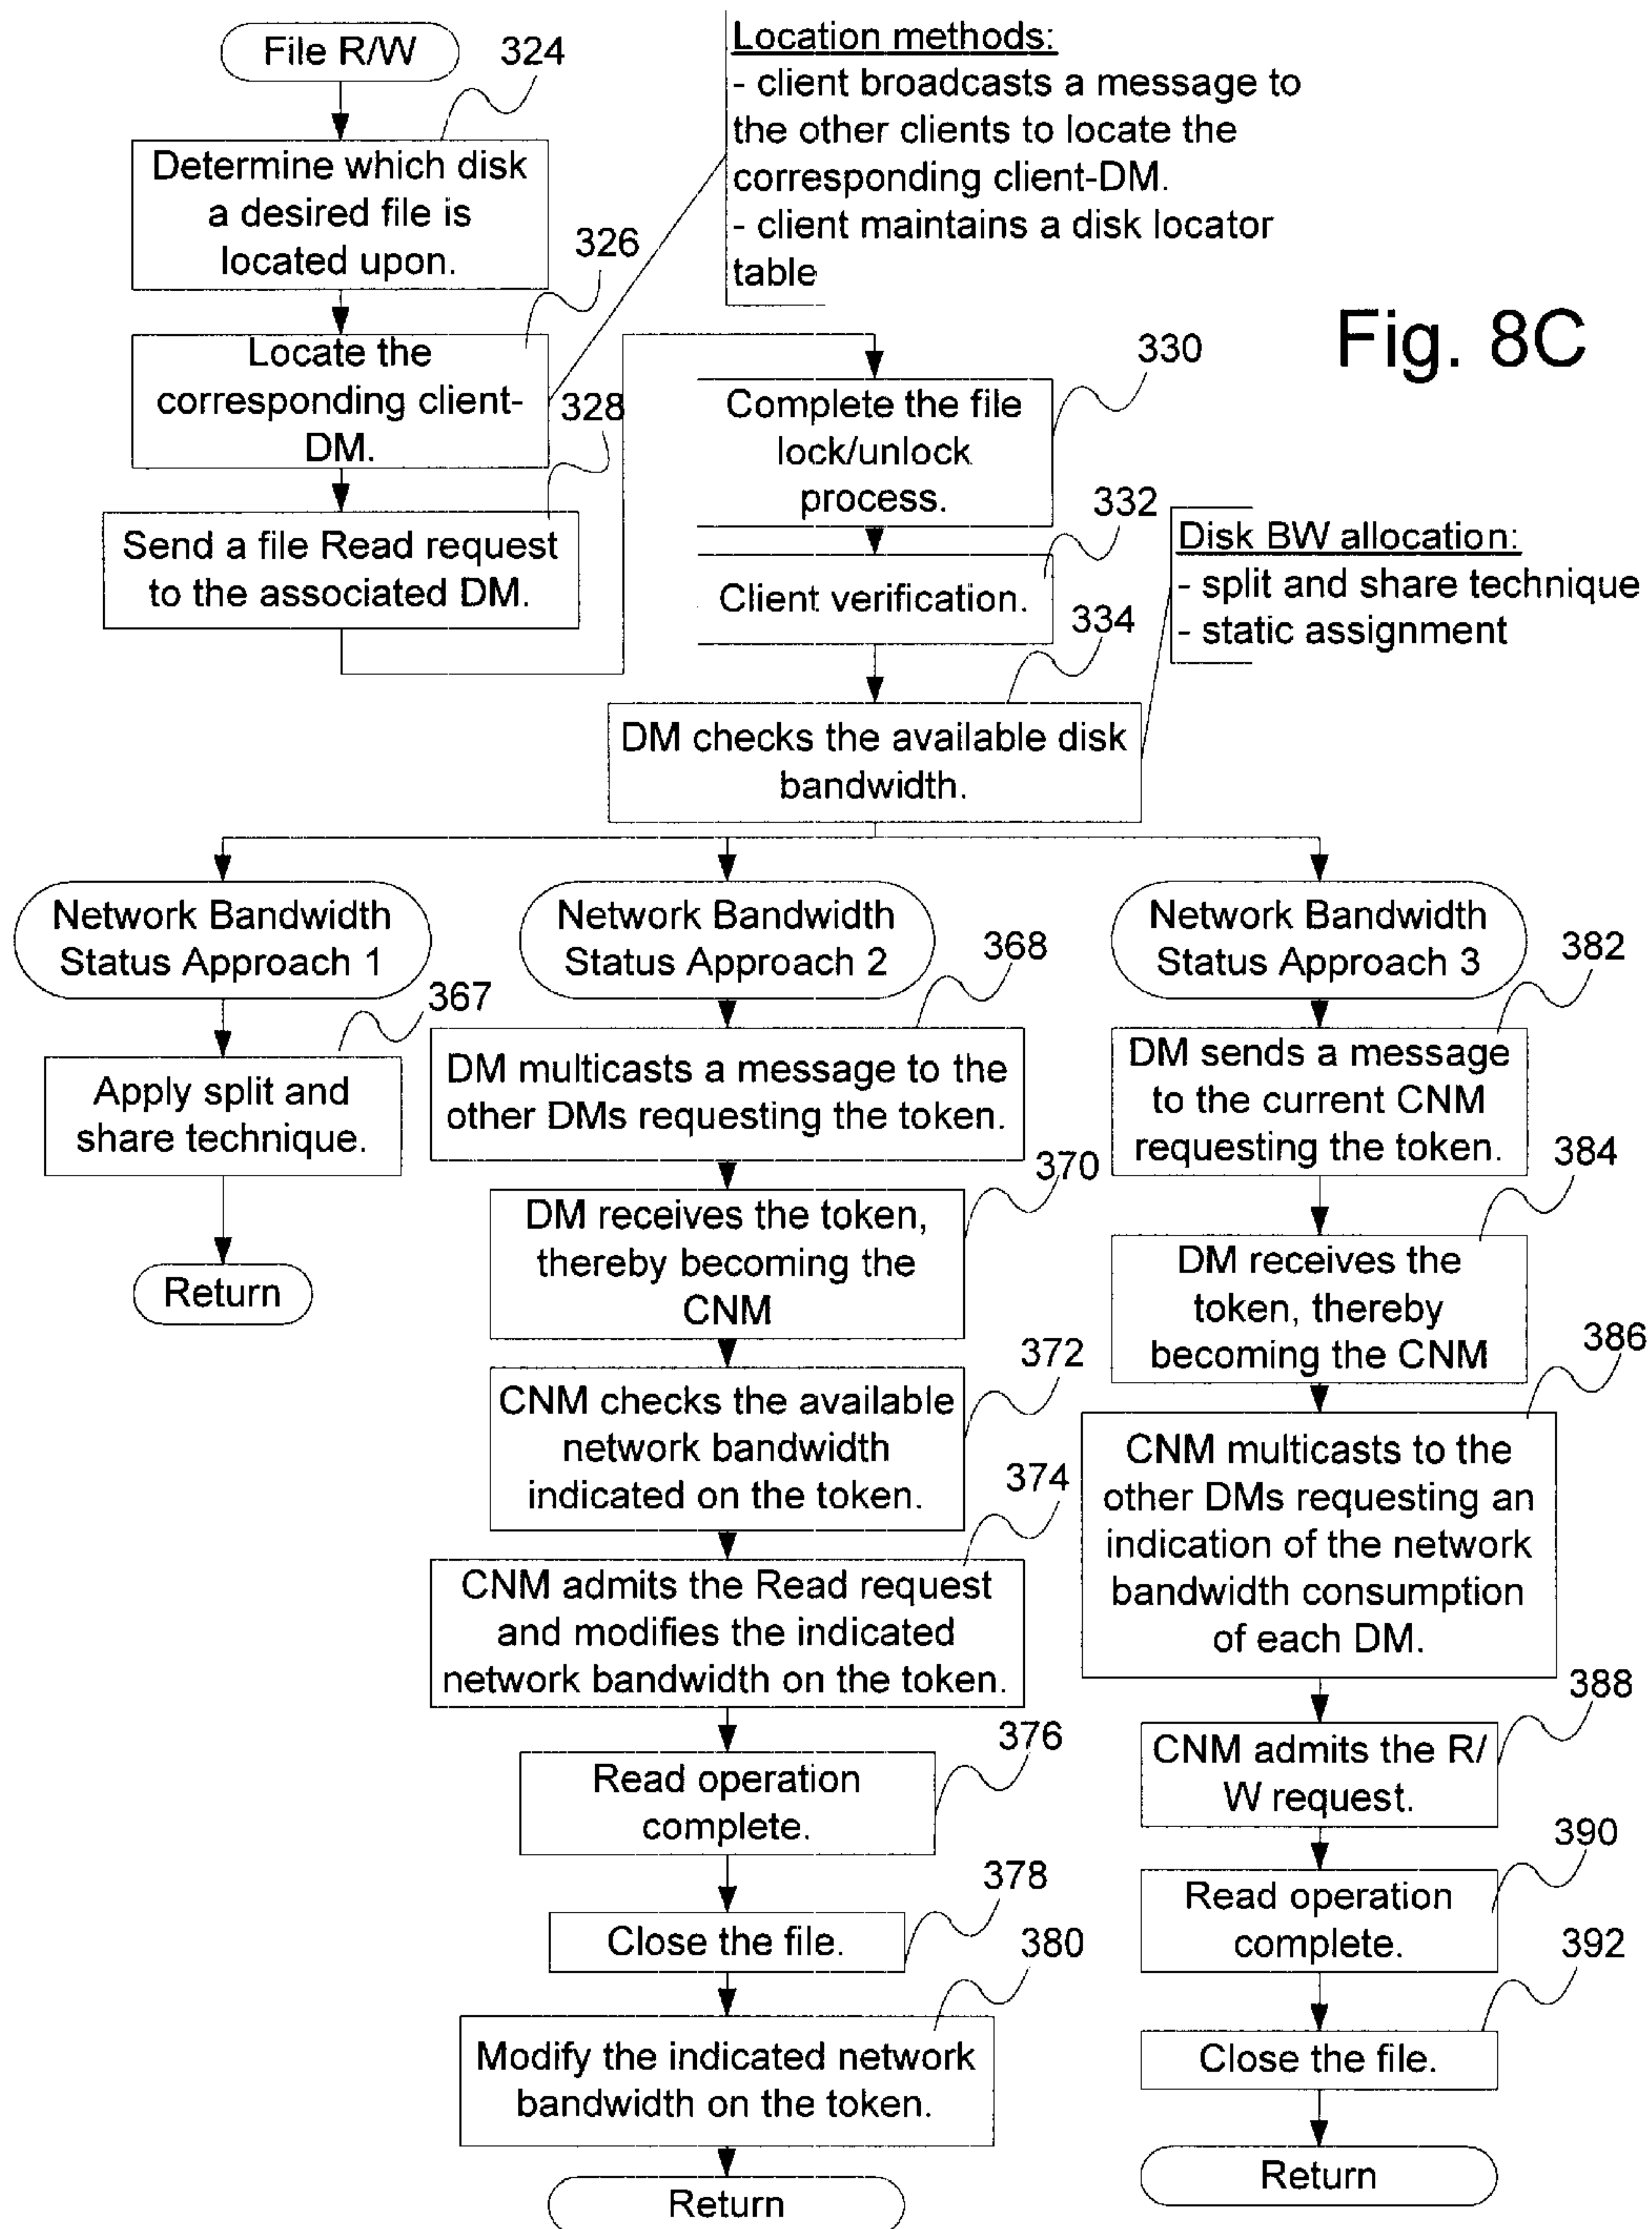 File R/W
324
Determine which disk
a desired file is
located upon.
326
Locate the
corresponding client-
DM.
328
Send a file Read request
to the associated DM.
Location methods:
- client broadcasts a message to
the other clients to locate the
corresponding client-DM.
- client maintains a disk locator
table
Fig. 8C
330
Complete the file
lock/unlock
process.
332
Client verification.
334
Disk BW allocation:
- split and share technique
- static assignment
DM checks the available disk
bandwidth.
Network Bandwidth
Status Approach 1
367
Apply split and
share technique.
Return
Network Bandwidth
Status Approach 2
368
DM multicasts a message to the
other DMs requesting the token.
370
DM receives the token,
thereby becoming the
CNM
372
CNM checks the available
network bandwidth
indicated on the token.
374
CNM admits the Read request
and modifies the indicated
network bandwidth on the token.
376
Read operation
complete.
378
Close the file.
380
Modify the indicated network
bandwidth on the token.
Return
Network Bandwidth
Status Approach 3
382
DM sends a message
to the current CNM
requesting the token.
384
DM receives the
token, thereby
becoming the CNM
386
CNM multicasts to the
other DMs requesting an
indication of the network
bandwidth consumption
of each DM.
388
CNM admits the R/
W request.
390
Read operation
complete.
392
Close the file.
Return